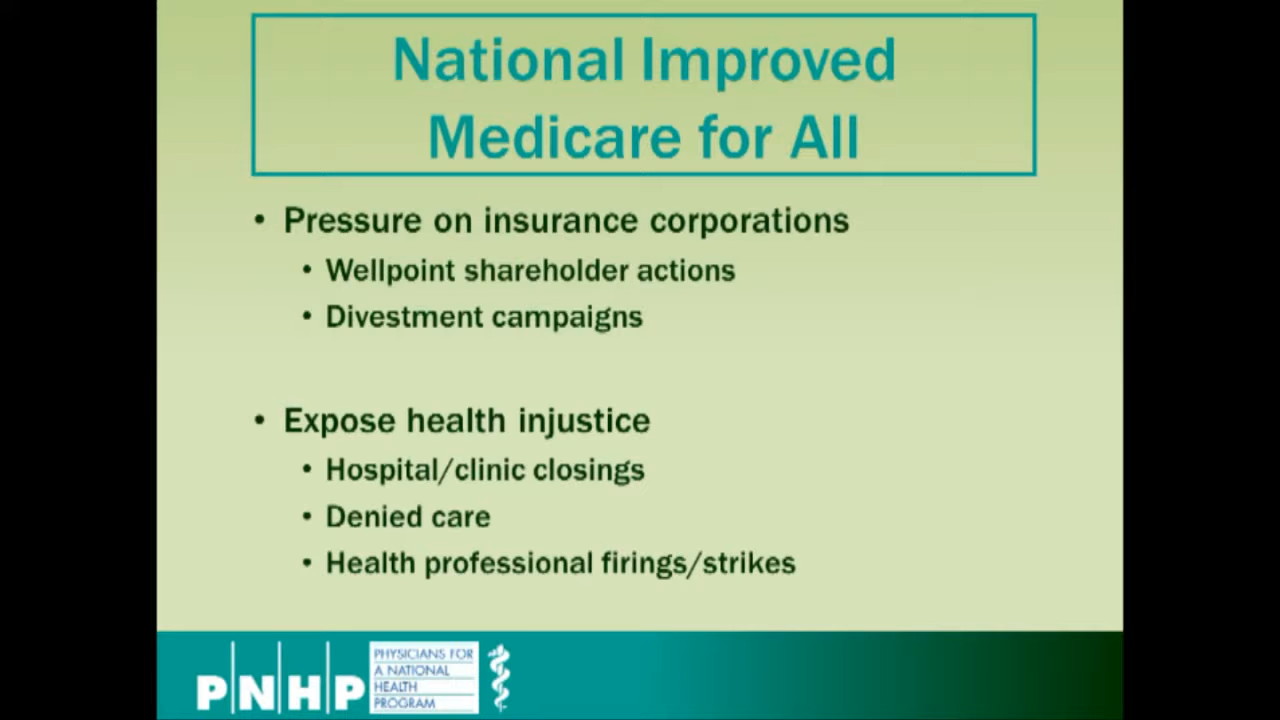 National Improved
Medicare for All
• Pressure on insurance corporations
• Wellpoint shareholder actions
• Divestment campaigns
• Expose health injustice
• Hospital/clinic closings
• Denied care
• Health professional firings/strikes
PNHP
PHYSICIANS FOR
A NATIONAL
HEALTH
PROGRAM